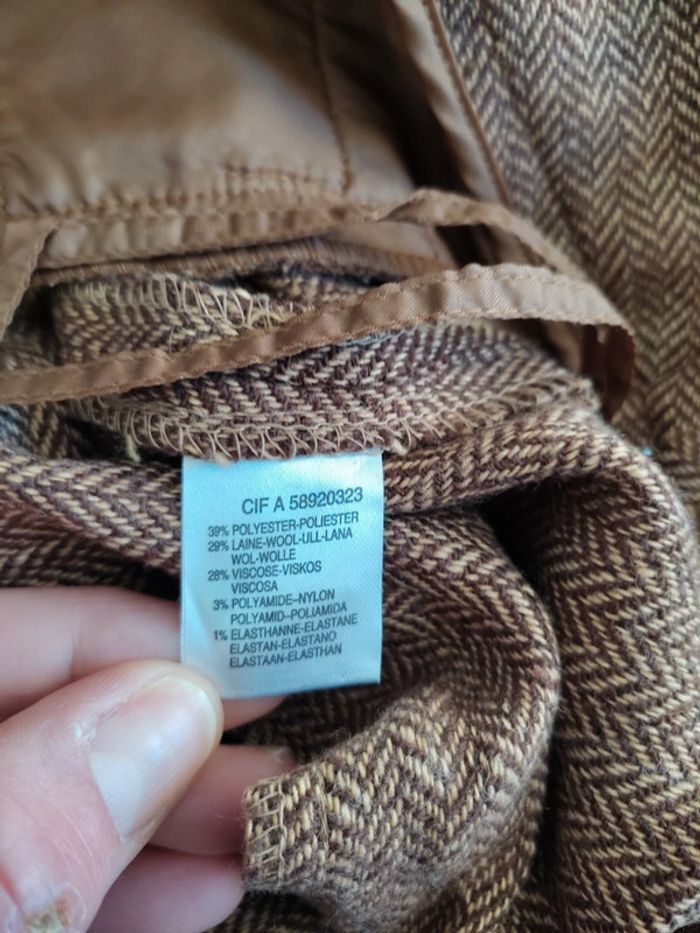 CIF A 58920323
39% POLYESTER-POLIESTER
29% LAINE-WOOL-ULL-LANA
WOL-WOLLE
28% VISCOSE-VISKOS
VISCOSA
3% POLYAMIDE-NYLON
POLYAMID-POLIAMIDA
1% ELASTHANNE-ELASTANE
ELASTAN-ELASTANO
ELASTAAN-ELASTHAN